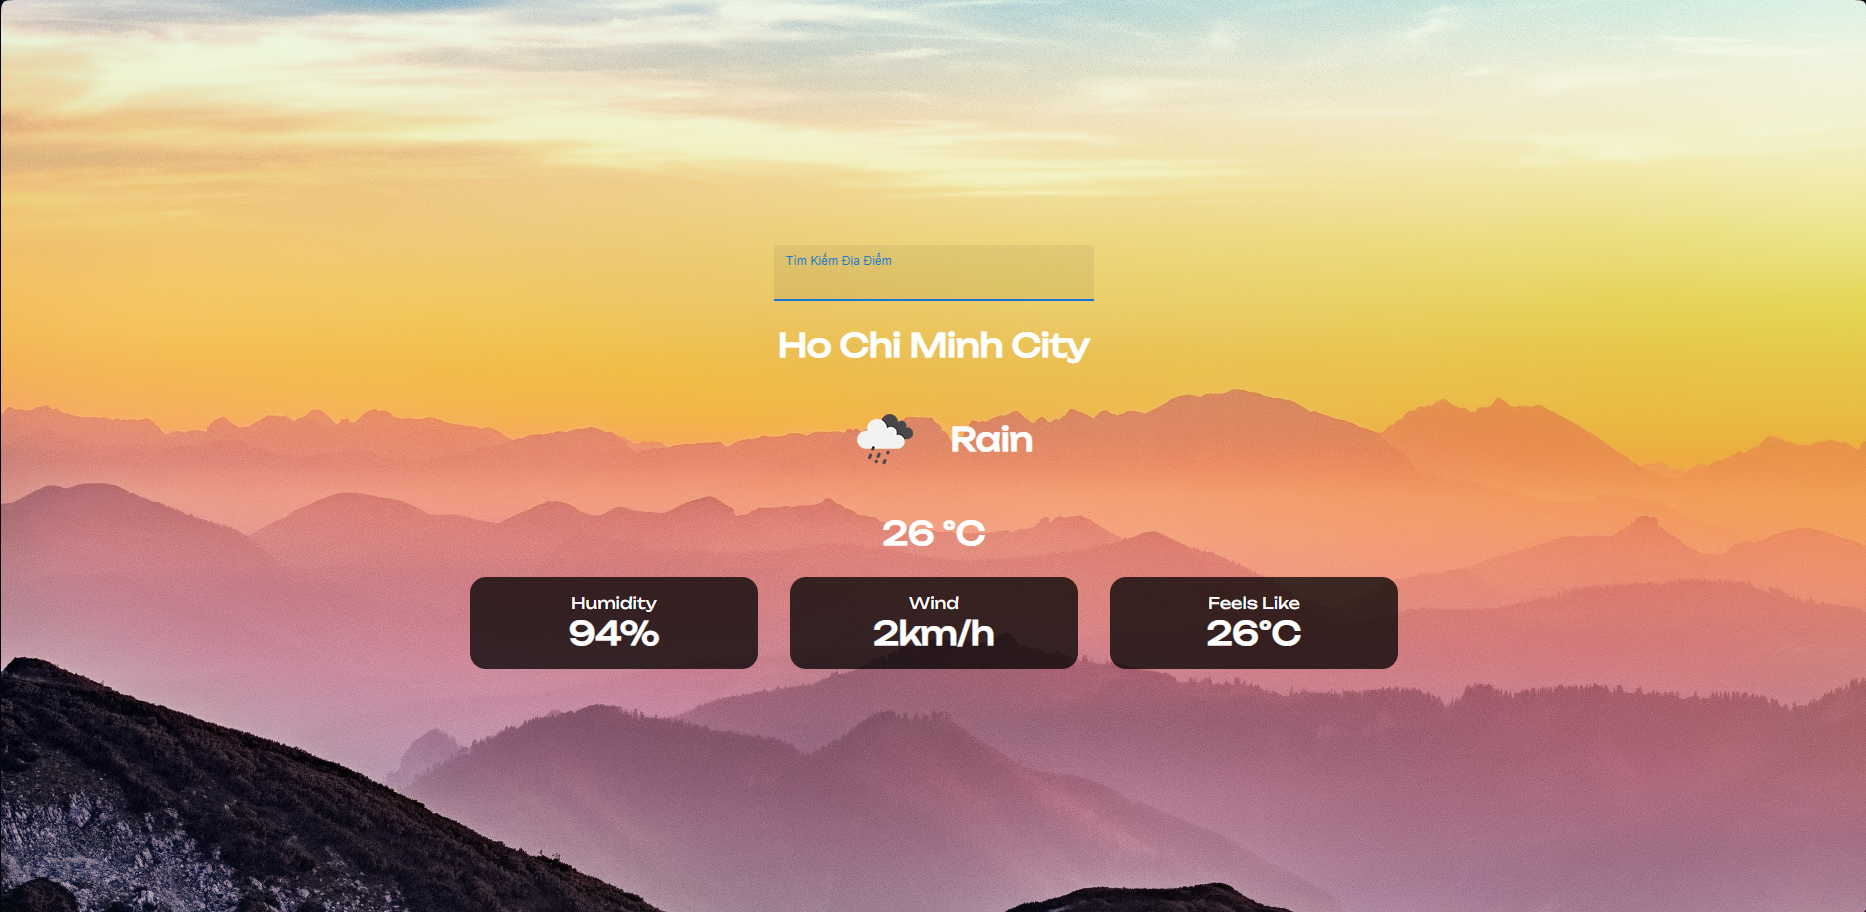 Tìm Kiếm Địa Điểm
Ho Chi Minh City
Rain
26 °C
Humidity
94%
Wind
2km/h
Feels Like
26°C